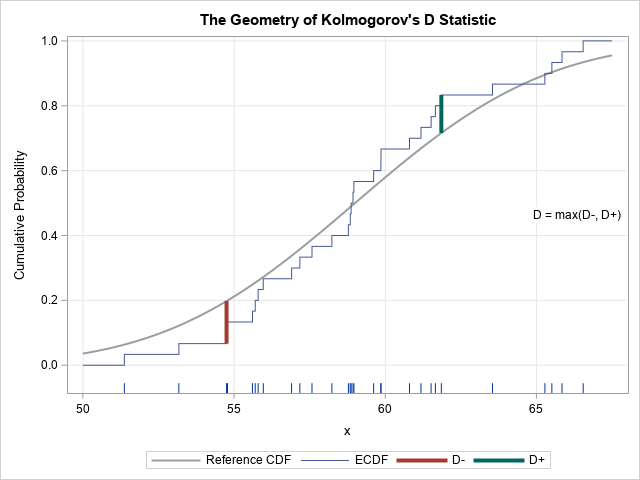 The Geometry of Kolmogorov's D Statistic
Cumulative Probability
1.0
0.8
0.6
0.4
0.2
0.0
D = max(D-, D+)
50 55 60 65
x
Reference CDF ECDF D- D+